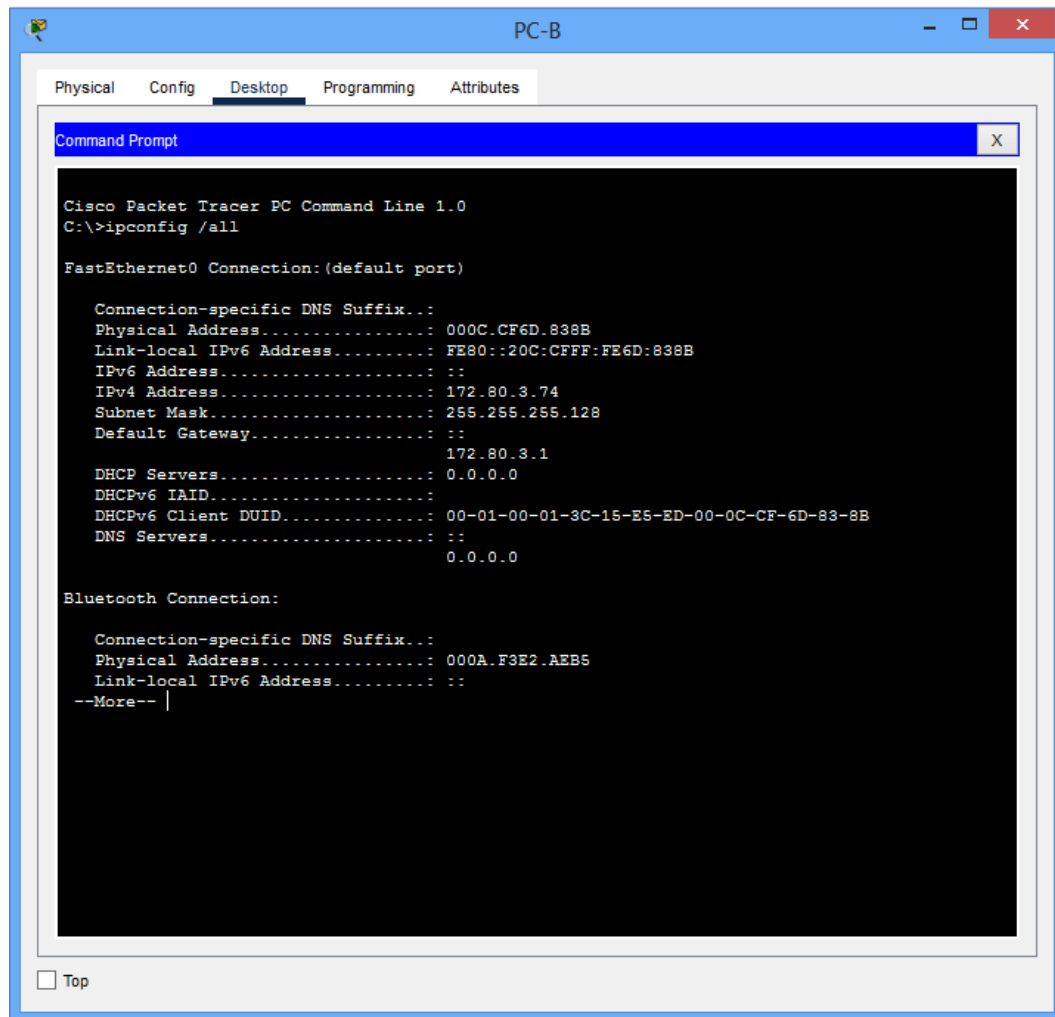 PC-B
Physical Config Desktop Programming Attributes
Command Prompt X
Cisco Packet Tracer PC Command Line 1.0
C:\>ipconfig /all
FastEthernet0 Connection:(default port)
Connection-specific DNS Suffix..:
Physical Address................: 000C.CF6D.838B
Link-local IPv6 Address.........: FE80::20C:CFFF:FE6D:838B
IPv6 Address....................: ::
IPv4 Address....................: 172.80.3.74
Subnet Mask.....................: 255.255.255.128
Default Gateway.................: ::
172.80.3.1
DHCP Servers....................: 0.0.0.0
DHCPv6 IAID.....................:
DHCPv6 Client DUID..............: 00-01-00-01-3C-15-E5-ED-00-0C-CF-6D-83-8B
DNS Servers.....................: ::
0.0.0.0
Bluetooth Connection:
Connection-specific DNS Suffix..:
Physical Address................: 000A.F3E2.AEB5
Link-local IPv6 Address.........: ::
--More--
Top